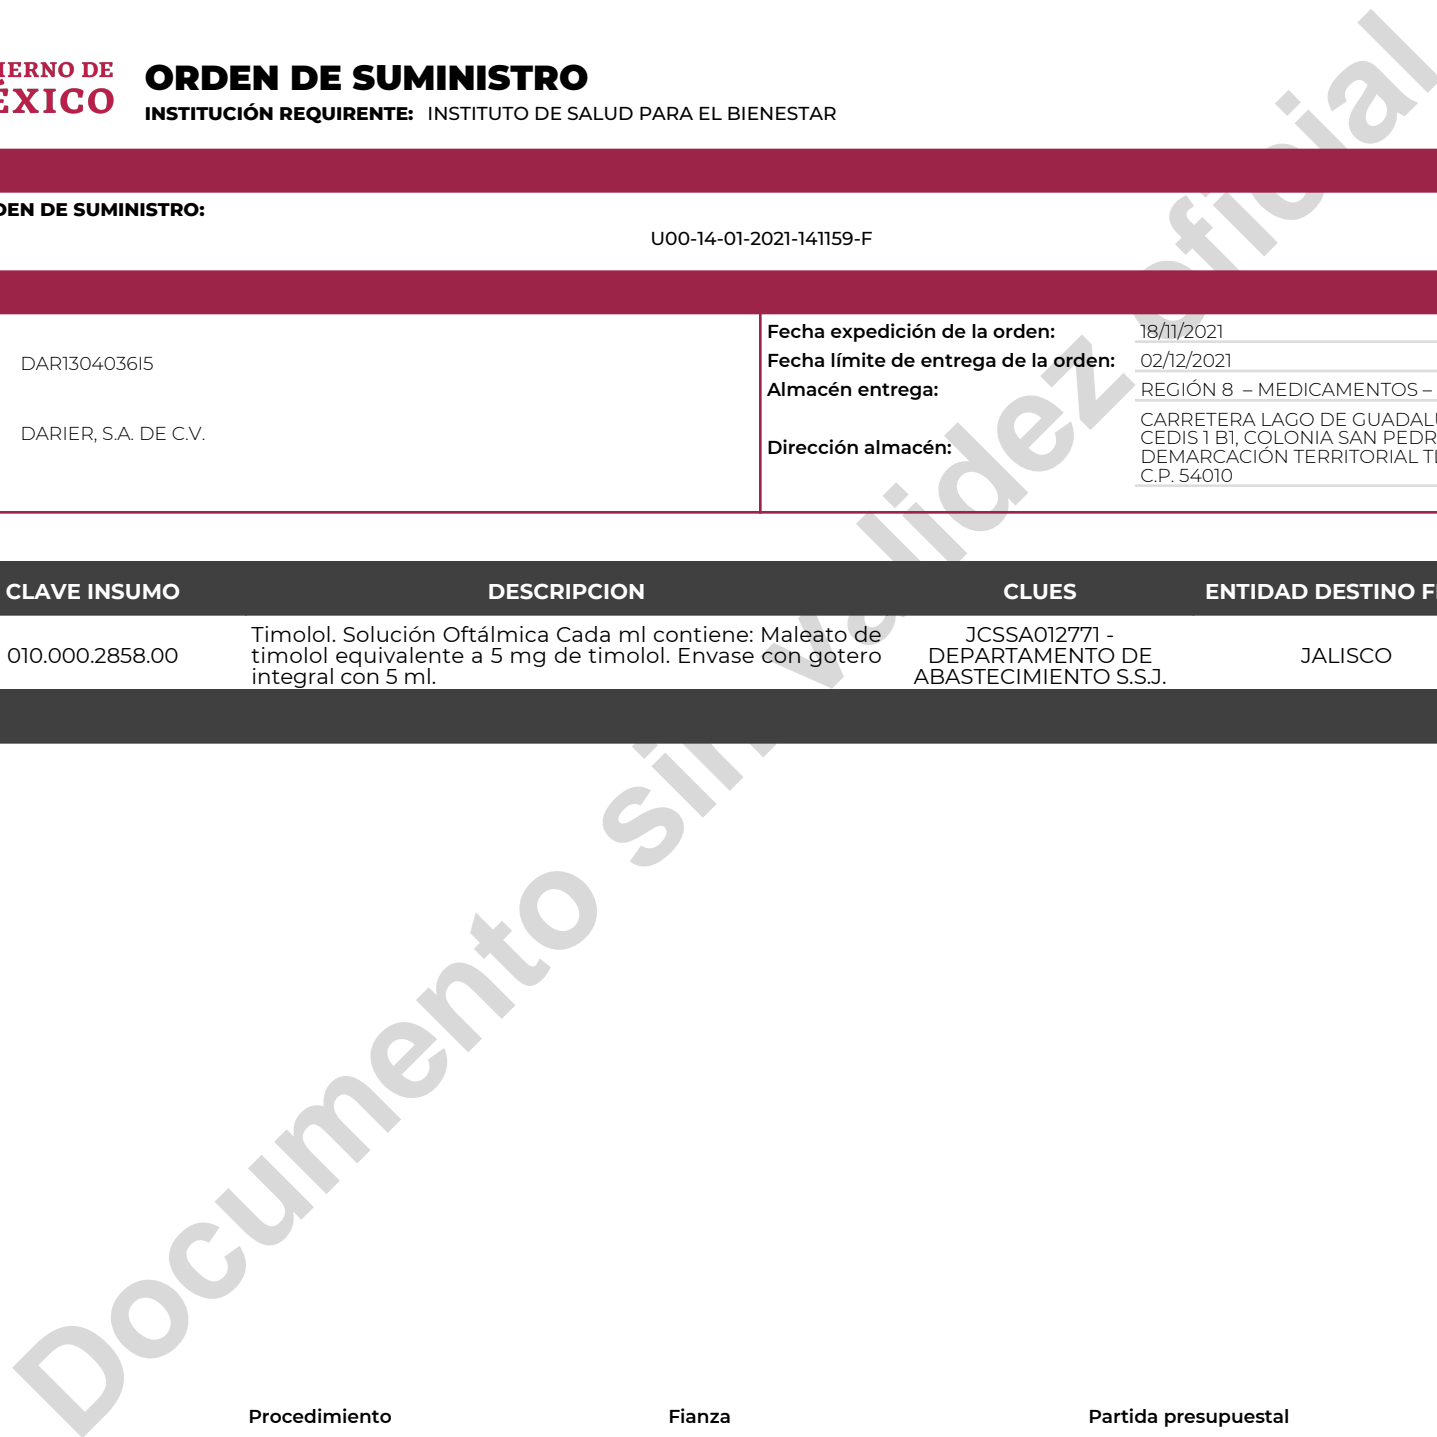 IERNO DE
ÉXICO
ORDEN DE SUMINISTRO
INSTITUCIÓN REQUIRENTE: INSTITUTO DE SALUD PARA EL BIENESTAR
DEN DE SUMINISTRO:
U00-14-01-2021-141159-F
DAR1304036I5
DARIER, S.A. DE C.V.
Fecha expedición de la orden: 18/11/2021
Fecha límite de entrega de la orden: 02/12/2021
Almacén entrega: REGIÓN 8 – MEDICAMENTOS –
Dirección almacén:
CARRETERA LAGO DE GUADALU
CEDIS 1 B1, COLONIA SAN PEDR
DEMARCACIÓN TERRITORIAL TL
C.P. 54010
CLAVE INSUMO DESCRIPCION CLUES ENTIDAD DESTINO FI
010.000.2858.00
Timolol. Solución Oftálmica Cada ml contiene: Maleato de
timolol equivalente a 5 mg de timolol. Envase con gotero
integral con 5 ml.
JCSSA012771 -
DEPARTAMENTO DE
ABASTECIMIENTO S.S.J.
JALISCO
Documento sin validez oficial
Procedimiento Fianza Partida presupuestal